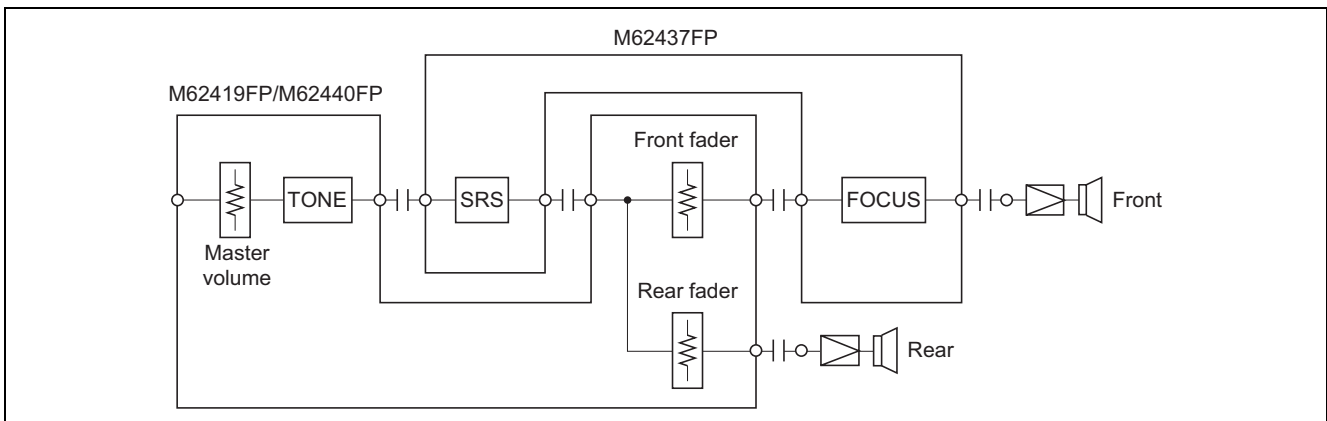 M62437FP
M62419FP/M62440FP
Front fader
TONE
SRS
FOCUS
Front
Master
volume
Rear fader
Rear